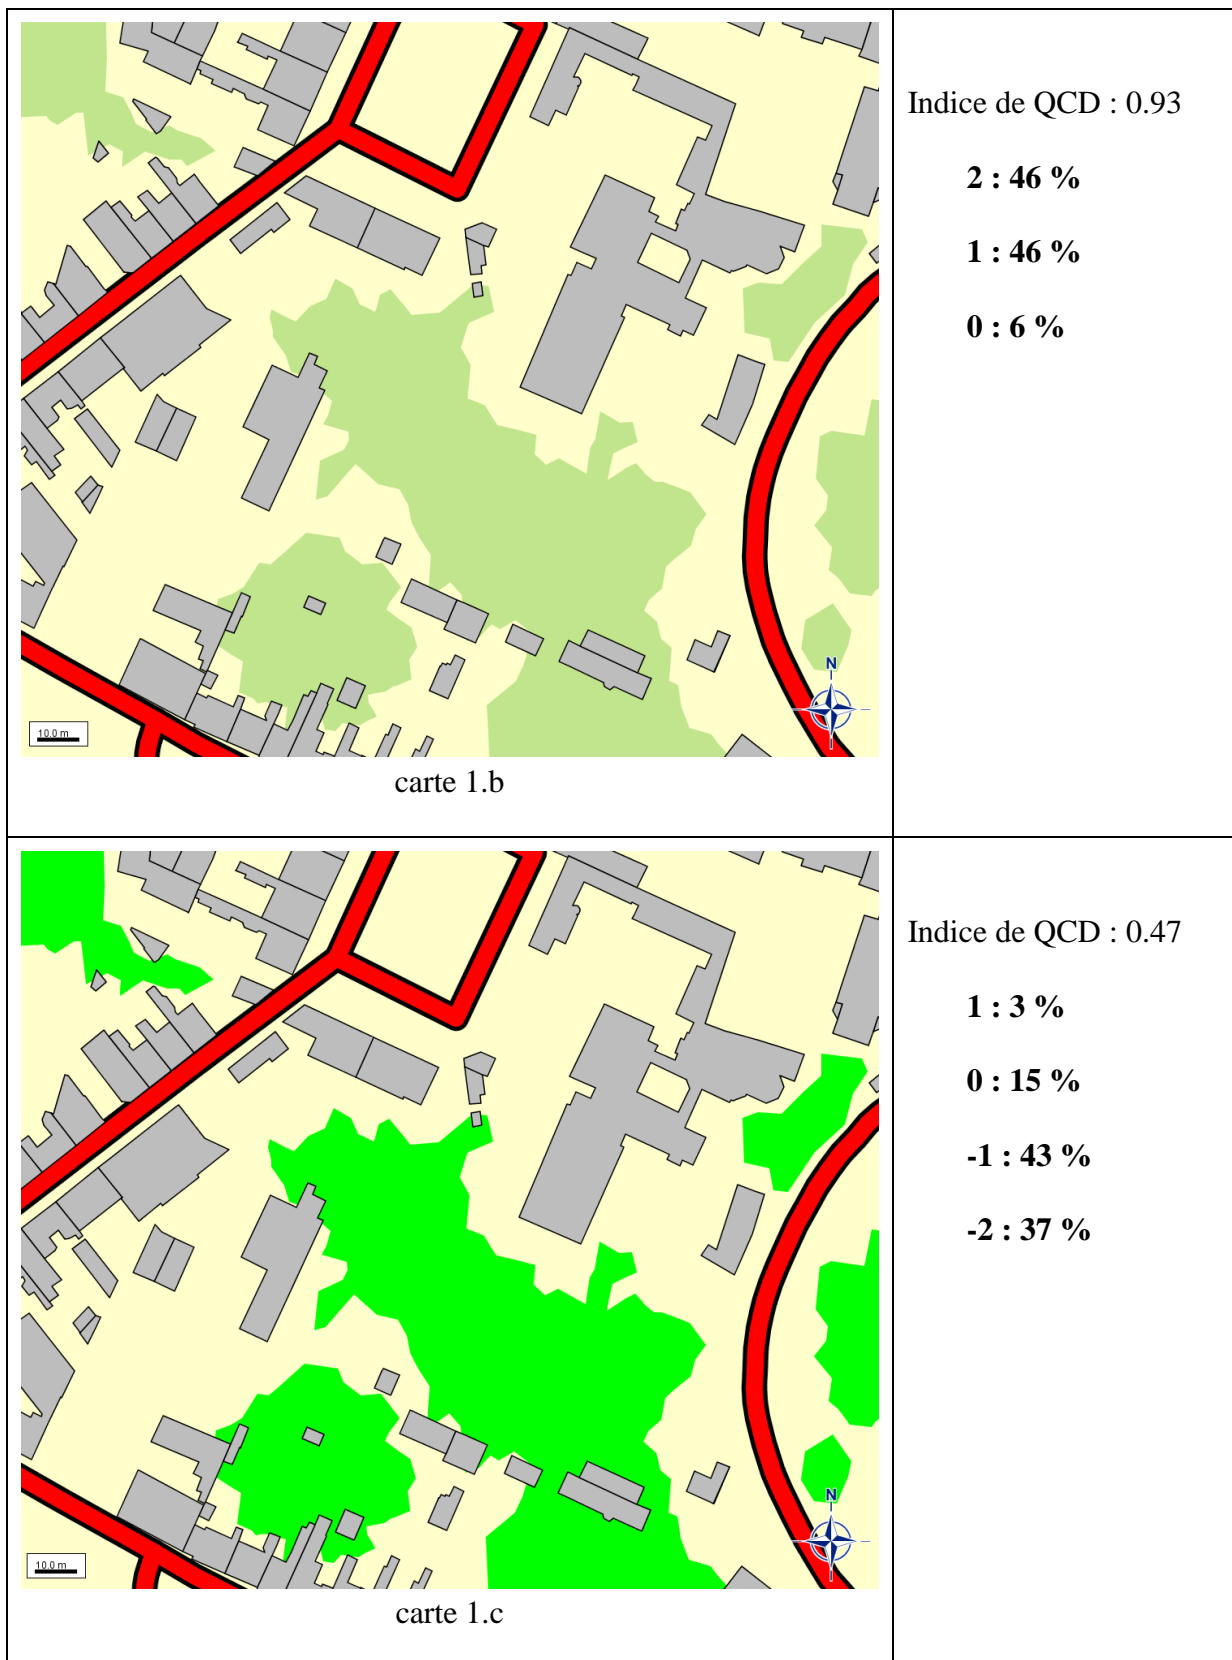 N
10.0 m
carte 1.b
Indice de QCD : 0.93
2 : 46 %
1 : 46 %
0 : 6 %
N
10.0 m
carte 1.c
Indice de QCD : 0.47
1 : 3 %
0 : 15 %
-1 : 43 %
-2 : 37 %